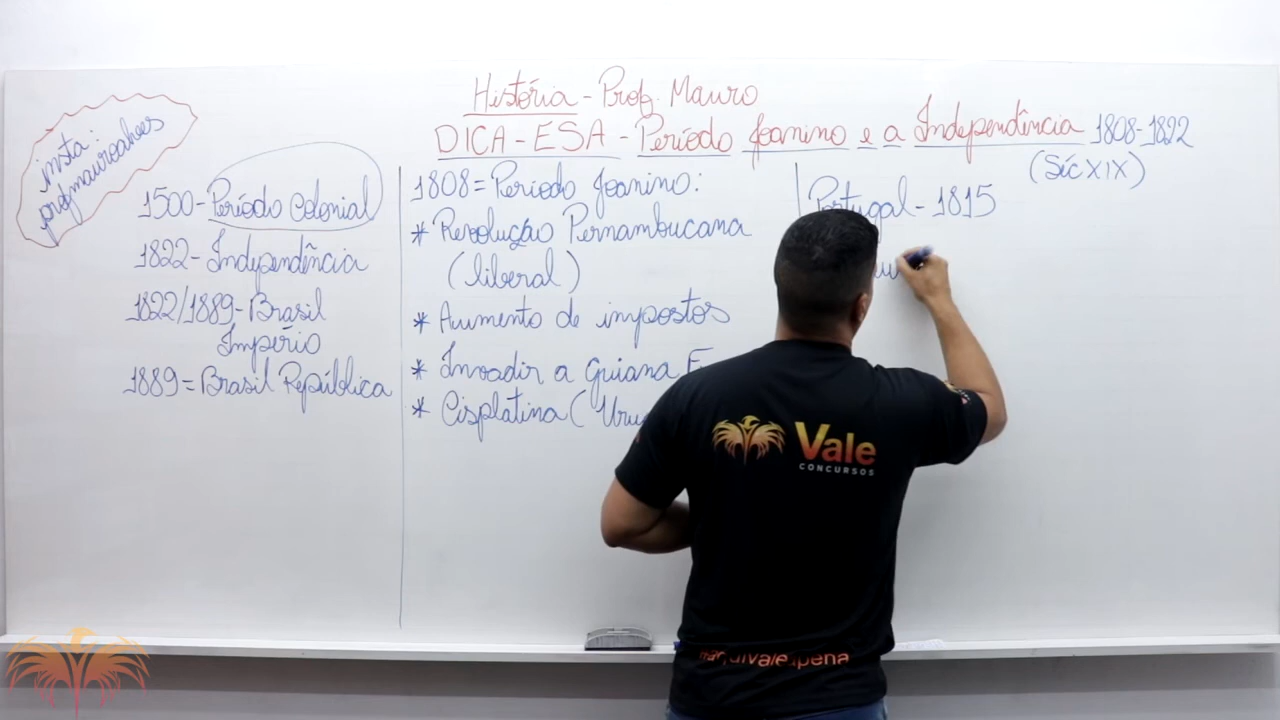 História - Prof. Mauro
DICA - ESA - Período Joanino e a Independência 1808-1822
(Séc XIX)
insta:
1500 - Período Colonial
1822 - Independência
1822/1889 - Brasil
Império
1889 = Brasil República
1808 = Período Joanino:
* Revolução Pernambucana
(liberal)
* Aumento de impostos
* Invadir a Guiana F
* Cisplatina (Uru
Portugal - 1815
Vale
CONCURSOS